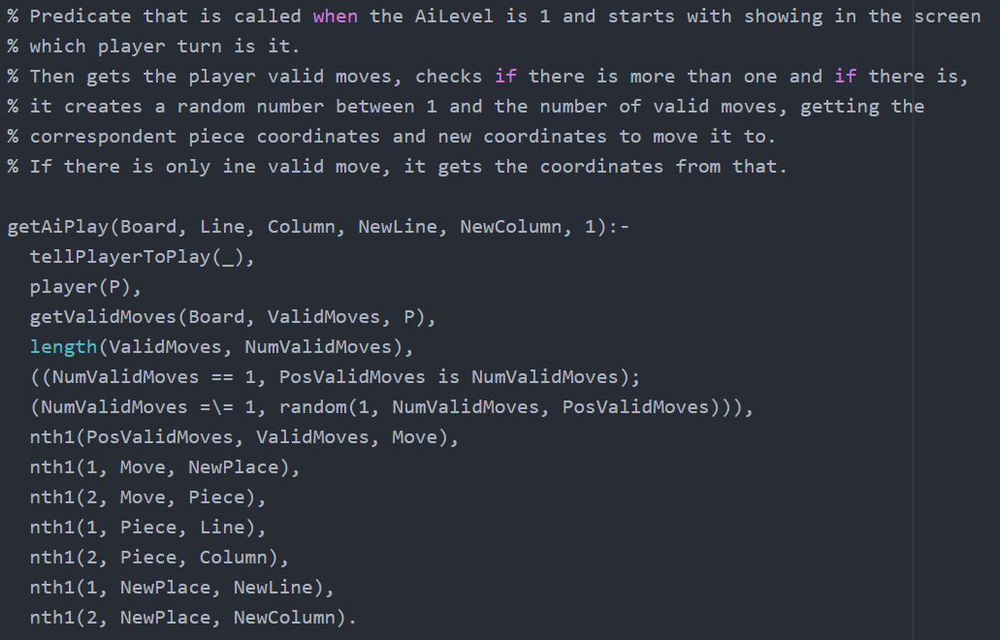 % Predicate that is called when the AiLevel is 1 and starts with showing in the screen
% which player turn is it.
% Then gets the player valid moves, checks if there is more than one and if there is,
% it creates a random number between 1 and the number of valid moves, getting the
% correspondent piece coordinates and new coordinates to move it to.
% If there is only ine valid move, it gets the coordinates from that.
getAiPlay(Board, Line, Column, NewLine, NewColumn, 1):-
tellPlayerToPlay(_),
player(P),
getValidMoves(Board, ValidMoves, P),
length(ValidMoves, NumValidMoves),
((NumValidMoves == 1, PosValidMoves is NumValidMoves);
(NumValidMoves =\= 1, random(1, NumValidMoves, PosValidMoves))),
nth1(PosValidMoves, ValidMoves, Move),
nth1(1, Move, NewPlace),
nth1(2, Move, Piece),
nth1(1, Piece, Line),
nth1(2, Piece, Column),
nth1(1, NewPlace, NewLine),
nth1(2, NewPlace, NewColumn).